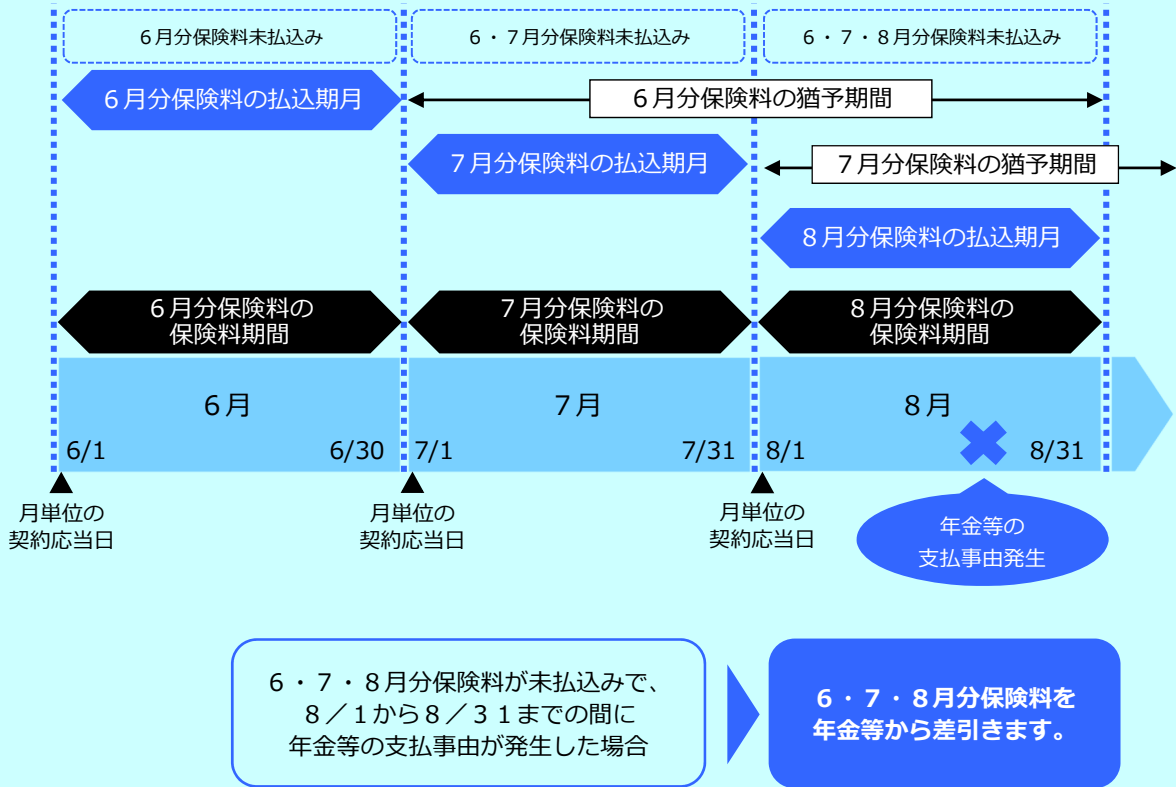 6月分保険料未払込み
6・7月分保険料未払込み
6・7・8月分保険料未払込み
6月分保険料の払込期月
6月分保険料の猶予期間
7月分保険料の払込期月
7月分保険料の猶予期間
8月分保険料の払込期月
6月分保険料の
保険料期間
7月分保険料の
保険料期間
8月分保険料の
保険料期間
6月
7月
8月
6/1
6/30
7/1
7/31
8/1
8/31
月単位の
契約応当日
月単位の
契約応当日
月単位の
契約応当日
年金等の
支払事由発生
6・7・8月分保険料が未払込みで、
8/1から8/31までの間に
年金等の支払事由が発生した場合
6・7・8月分保険料を
年金等から差引きます。